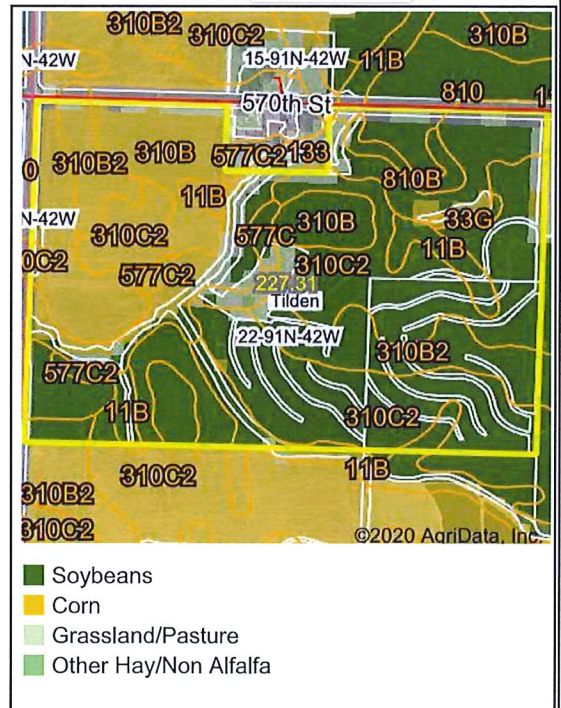 310B2 310C2 310B
N-42W 15-91N-42W 11B
570th St 810 1
0 310B2 310B 577C2 133
810B
11B
N-42W 310B 33G
310C2 577C 11B
0C2 577C2 310C2
227.31
Tilden
22-91N-42W 310B2
577C2
11B 310C2
310C2 11B
310B2
310C2
©2020 AgriData, Inc.
Soybeans
Corn
Grassland/Pasture
Other Hay/Non Alfalfa